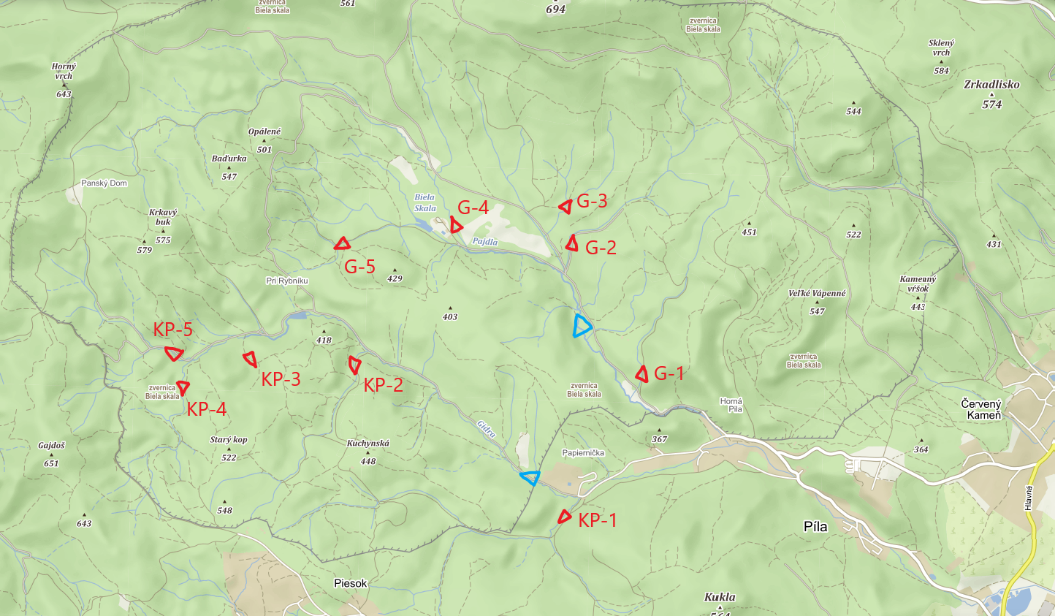 zvernica
Biela skala
561
694
zvernica
Biela skala
Sklený
vrch
584
Zrkadlisko
574
Horný
vrch
643
544
Opálené
501
Baďurka
547
Panský Dom
Biela
Skala
G-4
G-3
Krkavý
buk
575
579
Pajdla
G-2
451
522
431
G-5
429
Pri Rybníku
Kamenný
vŕšok
443
Veľké Vápenné
547
403
KP-5
418
KP-3
KP-2
G-1
zvernica
Biela skala
zvernica
Biela skala
KP-4
zvernica
Biela skala
Horná
Píla
Červený
Kameň
Gidra
Gajdoš
651
Starý kop
522
Kuchynská
448
367
364
Papiernička
Hlavná
548
643
KP-1
Píla
Piesok
Kukla
564